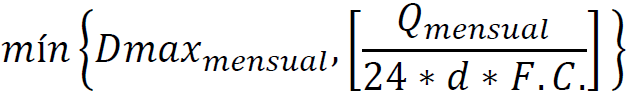 mín {Dmax_mensual, [Q_mensual / 24 * d * F.C.]}